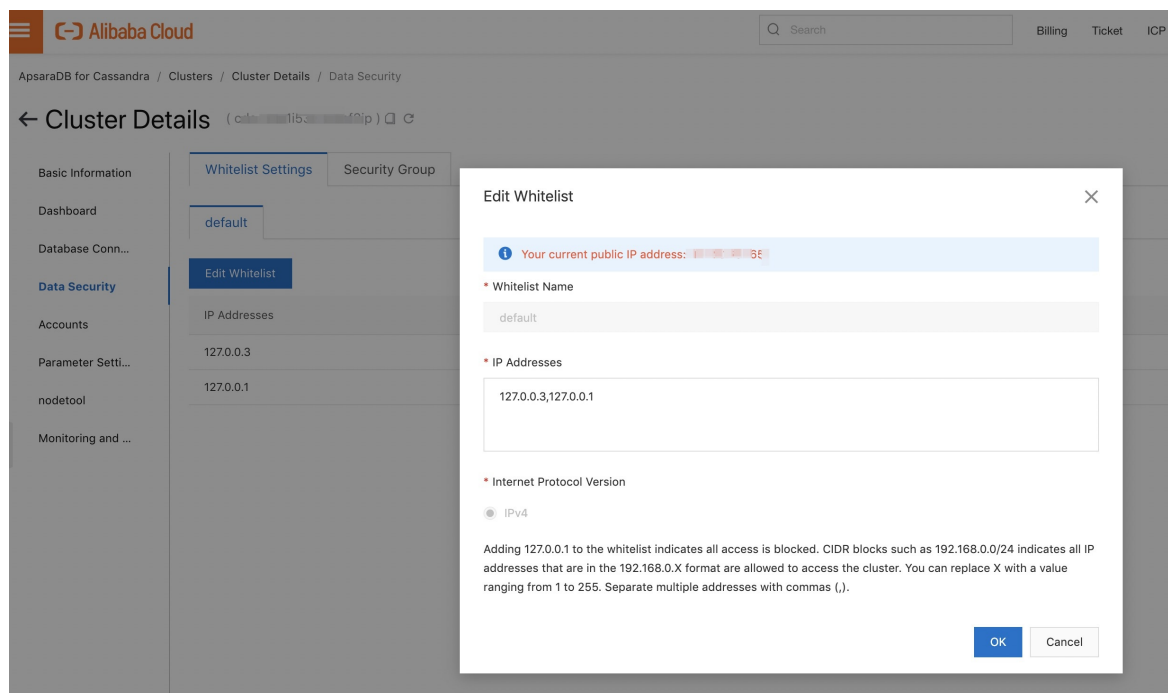 Alibaba Cloud
Search
Billing Ticket ICP
ApsaraDB for Cassandra / Clusters / Cluster Details / Data Security
Cluster Details
Basic Information
Dashboard
Database Conn...
Data Security
Accounts
Parameter Setti...
nodetool
Monitoring and ...
Whitelist Settings Security Group
default
Edit Whitelist
IP Addresses
127.0.0.3
127.0.0.1
Edit Whitelist
Your current public IP address:
* Whitelist Name
default
* IP Addresses
127.0.0.3,127.0.0.1
* Internet Protocol Version
IPv4
Adding 127.0.0.1 to the whitelist indicates all access is blocked. CIDR blocks such as 192.168.0.0/24 indicates all IP
addresses that are in the 192.168.0.X format are allowed to access the cluster. You can replace X with a value
ranging from 1 to 255. Separate multiple addresses with commas (,).
OK Cancel